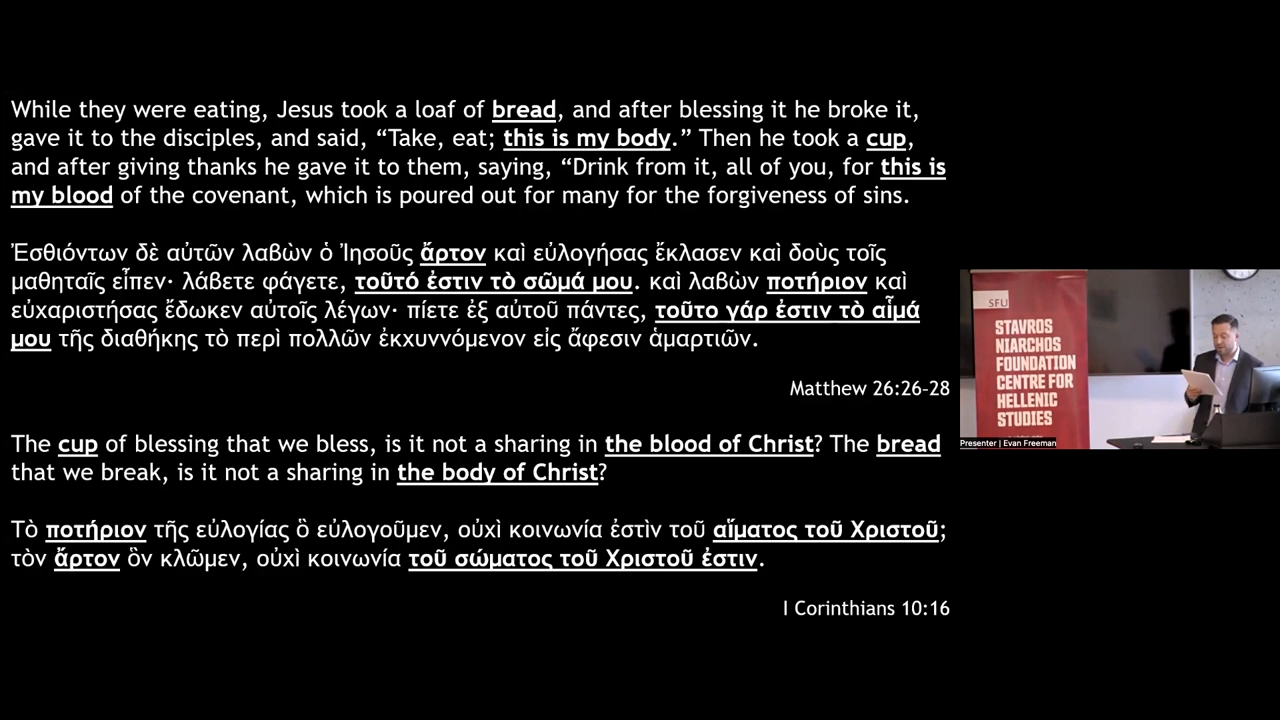 While they were eating, Jesus took a loaf of bread, and after blessing it he broke it,
gave it to the disciples, and said, “Take, eat; this is my body.” Then he took a cup,
and after giving thanks he gave it to them, saying, “Drink from it, all of you, for this is
my blood of the covenant, which is poured out for many for the forgiveness of sins.
Ἐσθιόντων δὲ αὐτῶν λαβὼν ὁ Ἰησοῦς ἄρτον καὶ εὐλογήσας ἔκλασεν καὶ δοὺς τοῖς
μαθηταῖς εἶπεν· λάβετε φάγετε, τοῦτό ἐστιν τὸ σῶμά μου. καὶ λαβὼν ποτήριον καὶ
εὐχαριστήσας ἔδωκεν αὐτοῖς λέγων· πίετε ἐξ αὐτοῦ πάντες, τοῦτο γάρ ἐστιν τὸ αἷμά
μου τῆς διαθήκης τὸ περὶ πολλῶν ἐκχυννόμενον εἰς ἄφεσιν ἁμαρτιῶν.
Matthew 26:26-28
The cup of blessing that we bless, is it not a sharing in the blood of Christ? The bread
that we break, is it not a sharing in the body of Christ?
Τὸ ποτήριον τῆς εὐλογίας ὃ εὐλογοῦμεν, οὐχὶ κοινωνία ἐστὶν τοῦ αἵματος τοῦ Χριστοῦ;
τὸν ἄρτον ὃν κλῶμεν, οὐχὶ κοινωνία τοῦ σώματος τοῦ Χριστοῦ ἐστιν.
I Corinthians 10:16
SFU
STAVROS
NIARCHOS
FOUNDATION
CENTRE FOR
HELLENIC
STUDIES
Presenter | Evan Freeman